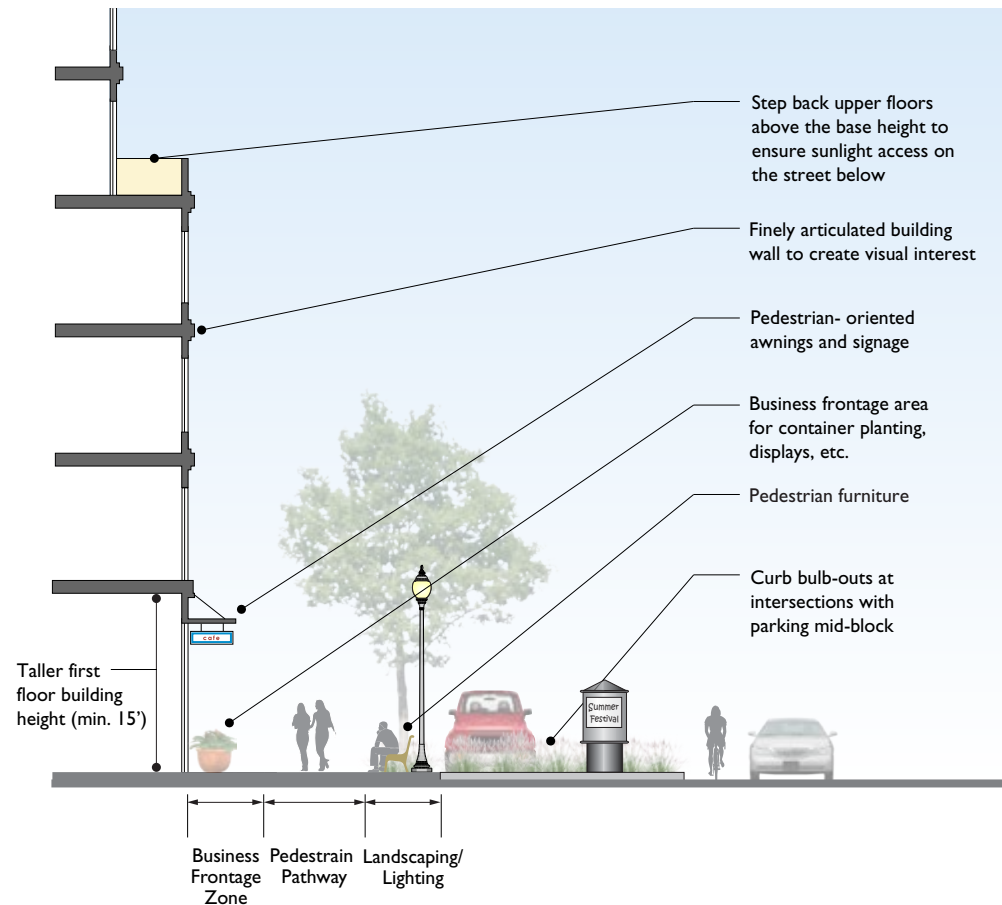 Step back upper floors
above the base height to
ensure sunlight access on
the street below
Finely articulated building
wall to create visual interest
Pedestrian- oriented
awnings and signage
Business frontage area
for container planting,
displays, etc.
Pedestrian furniture
Curb bulb-outs at
intersections with
parking mid-block
cafe
Taller first
floor building
height (min. 15’)
Summer
Festival
Business
Frontage
Zone
Pedestrain
Pathway
Landscaping/
Lighting